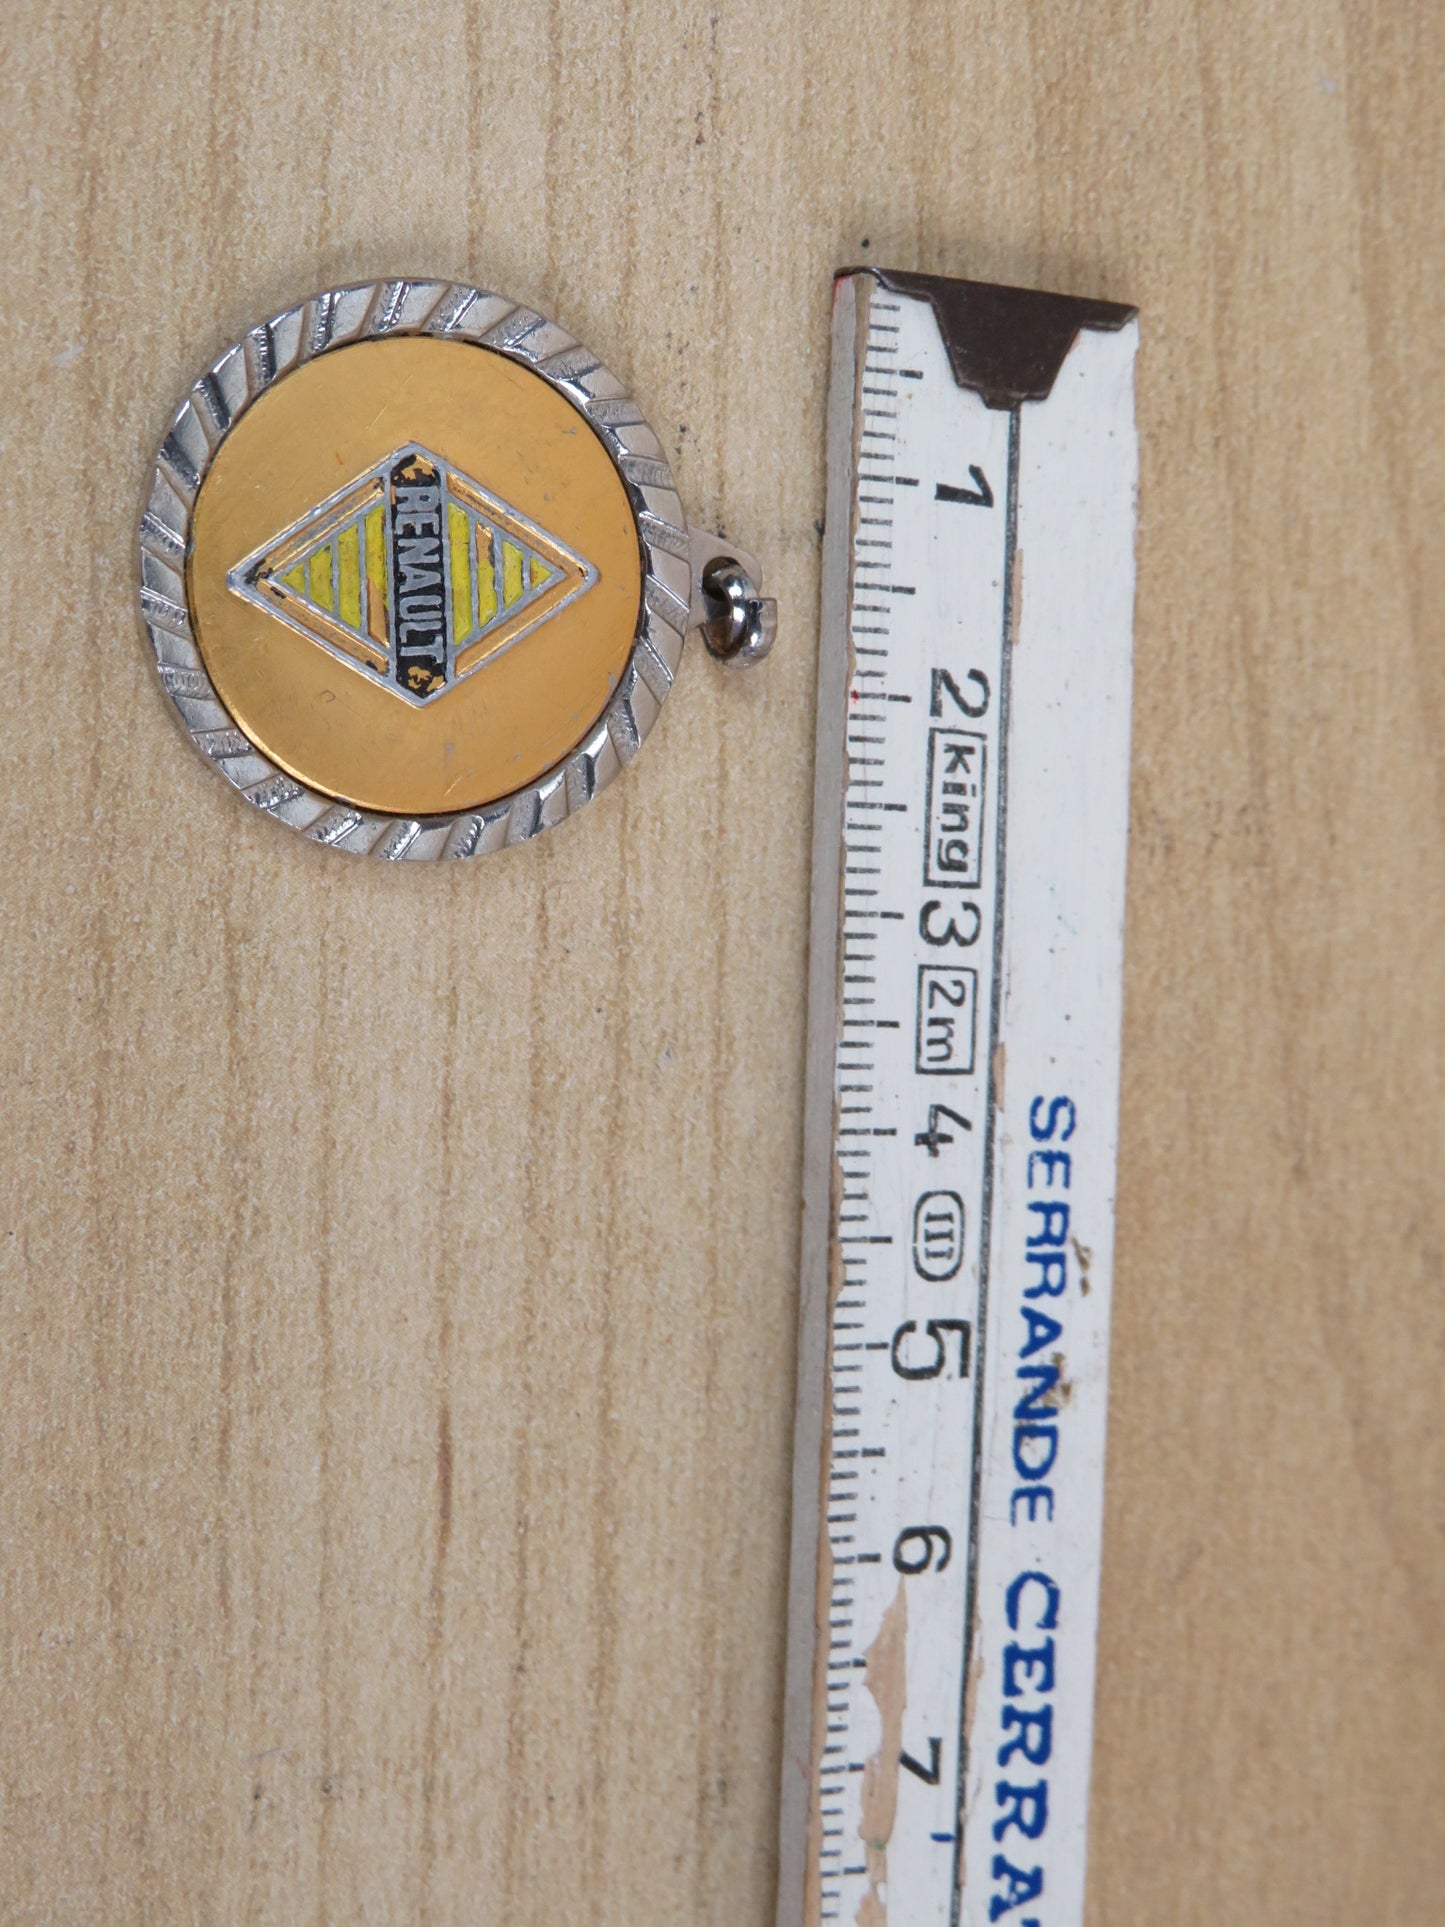 RENAULT
1
2 king 3 2m 4 III 5
6
7
SERRANDE CERRA